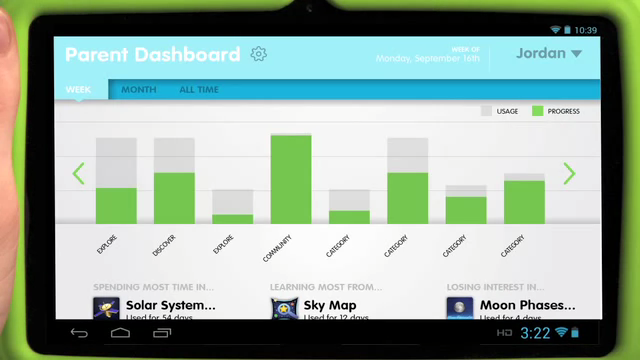 10:39
Parent Dashboard
WEEK OF
Monday, September 16th
Jordan
WEEK MONTH ALL TIME
USAGE PROGRESS
EXPLORE DISCOVER EXPLORE COMMUNITY CATEGORY CATEGORY CATEGORY CATEGORY
SPENDING MOST TIME IN... LEARNING MOST FROM... LOSING INTEREST IN...
Solar System... Sky Map Moon Phases...
Used for 54 days Used for 12 days Used for 4 days
HD 3:22